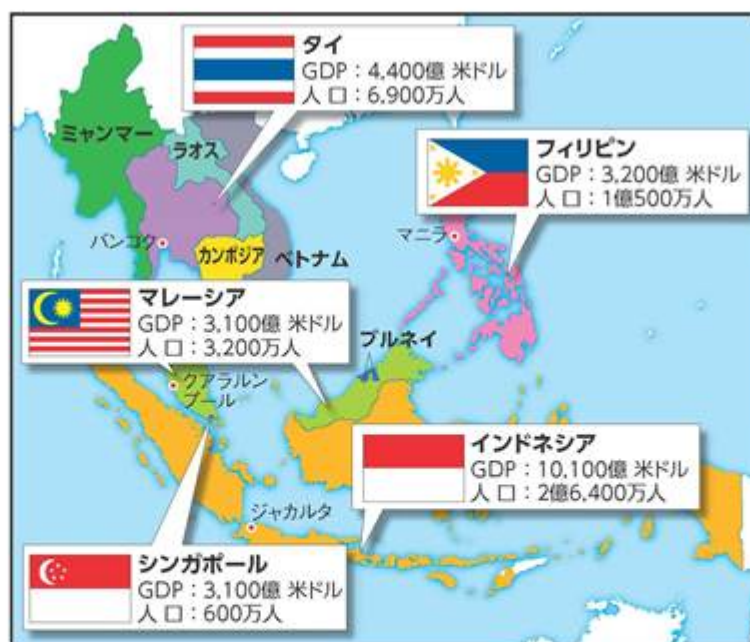 タイ
GDP：4,400億 米ドル
人 口：6,900万人
ミャンマー
ラオス
フィリピン
GDP：3,200億 米ドル
人 口：1億500万人
バンコク
カンボジア
ベトナム
マニラ
マレーシア
GDP：3,100億 米ドル
人 口：3,200万人
ブルネイ
クアラルン
プール
インドネシア
GDP：10,100億 米ドル
人 口：2億6,400万人
ジャカルタ
シンガポール
GDP：3,100億 米ドル
人 口：600万人